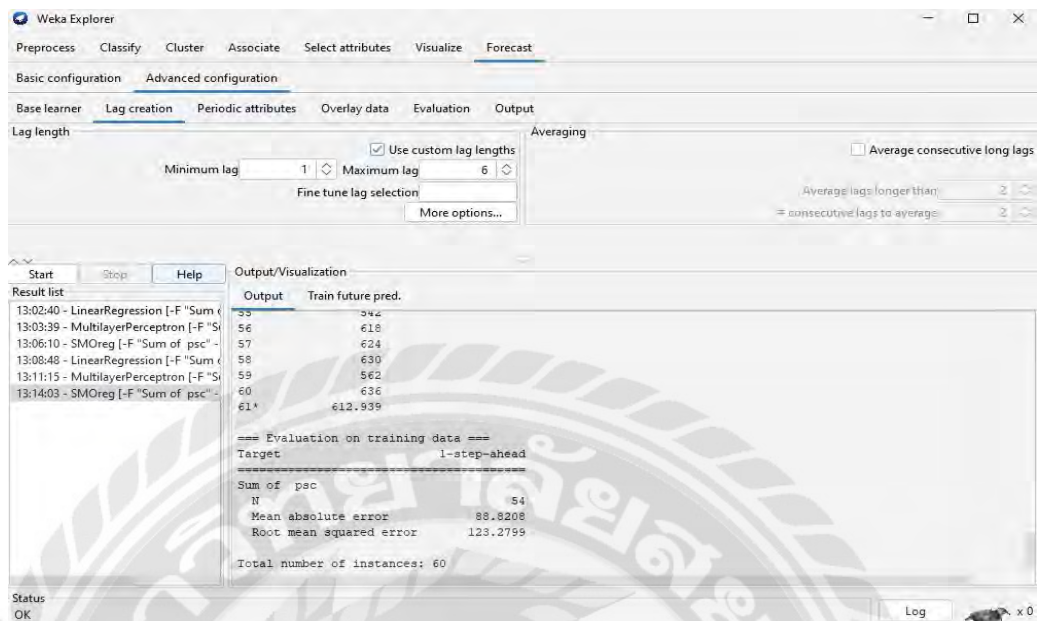 Weka Explorer
Preprocess Classify Cluster Associate Select attributes Visualize Forecast
Basic configuration Advanced configuration
Base learner Lag creation Periodic attributes Overlay data Evaluation Output
Lag length
Use custom lag lengths
Minimum lag 1 Maximum lag 6
Fine tune lag selection
More options...
Averaging
Average consecutive long lags
Average lags longer than: 2
# consecutive lags to average: 2
Start Stop Help
Result list
13:02:40 - LinearRegression [-F "Sum
13:03:39 - MultilayerPerceptron [-F "S
13:06:10 - SMOreg [-F "Sum of psc" -
13:08:48 - LinearRegression [-F "Sum
13:11:15 - MultilayerPerceptron [-F "S
13:14:03 - SMOreg [-F "Sum of psc" -
Output/Visualization
Output Train future pred.
55 542
56 618
57 624
58 630
59 562
60 636
61* 612.939
=== Evaluation on training data ===
Target 1-step-ahead
==========================================
Sum of psc
N 54
Mean absolute error 88.8208
Root mean squared error 123.2799
Total number of instances: 60
Status
OK
Log x 0